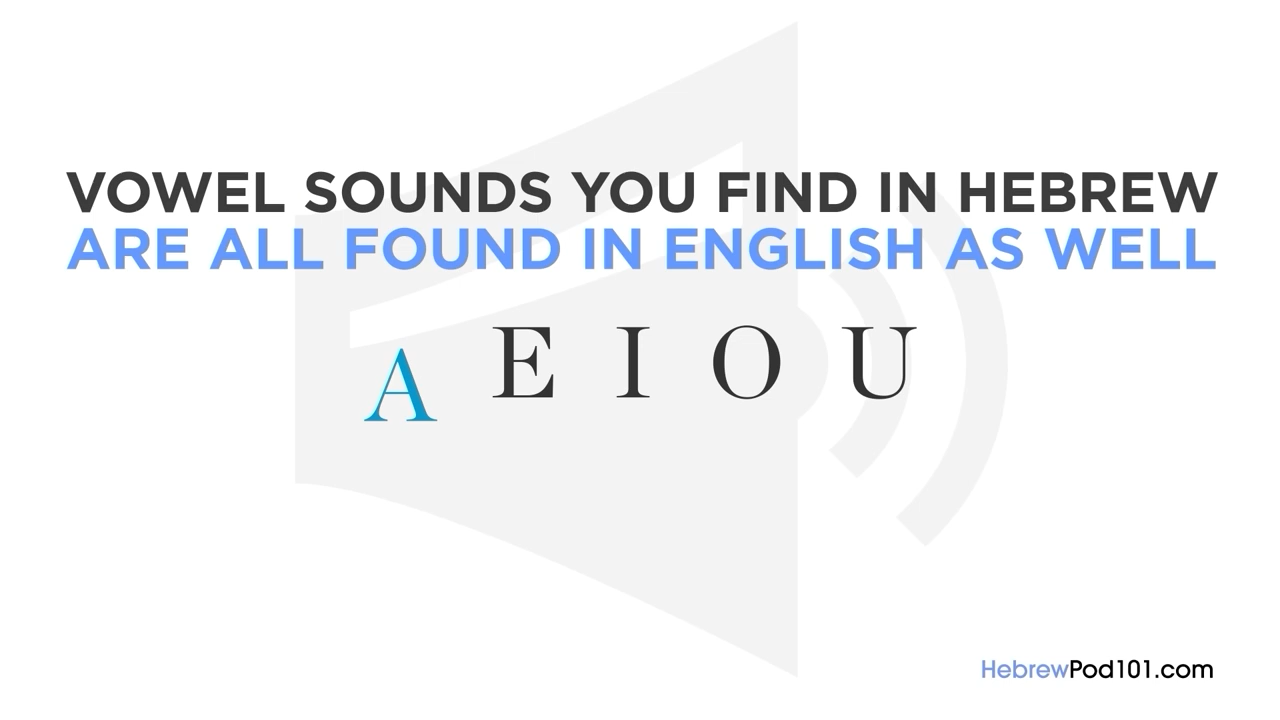 VOWEL SOUNDS YOU FIND IN HEBREW
ARE ALL FOUND IN ENGLISH AS WELL
A E I O U
HebrewPod101.com